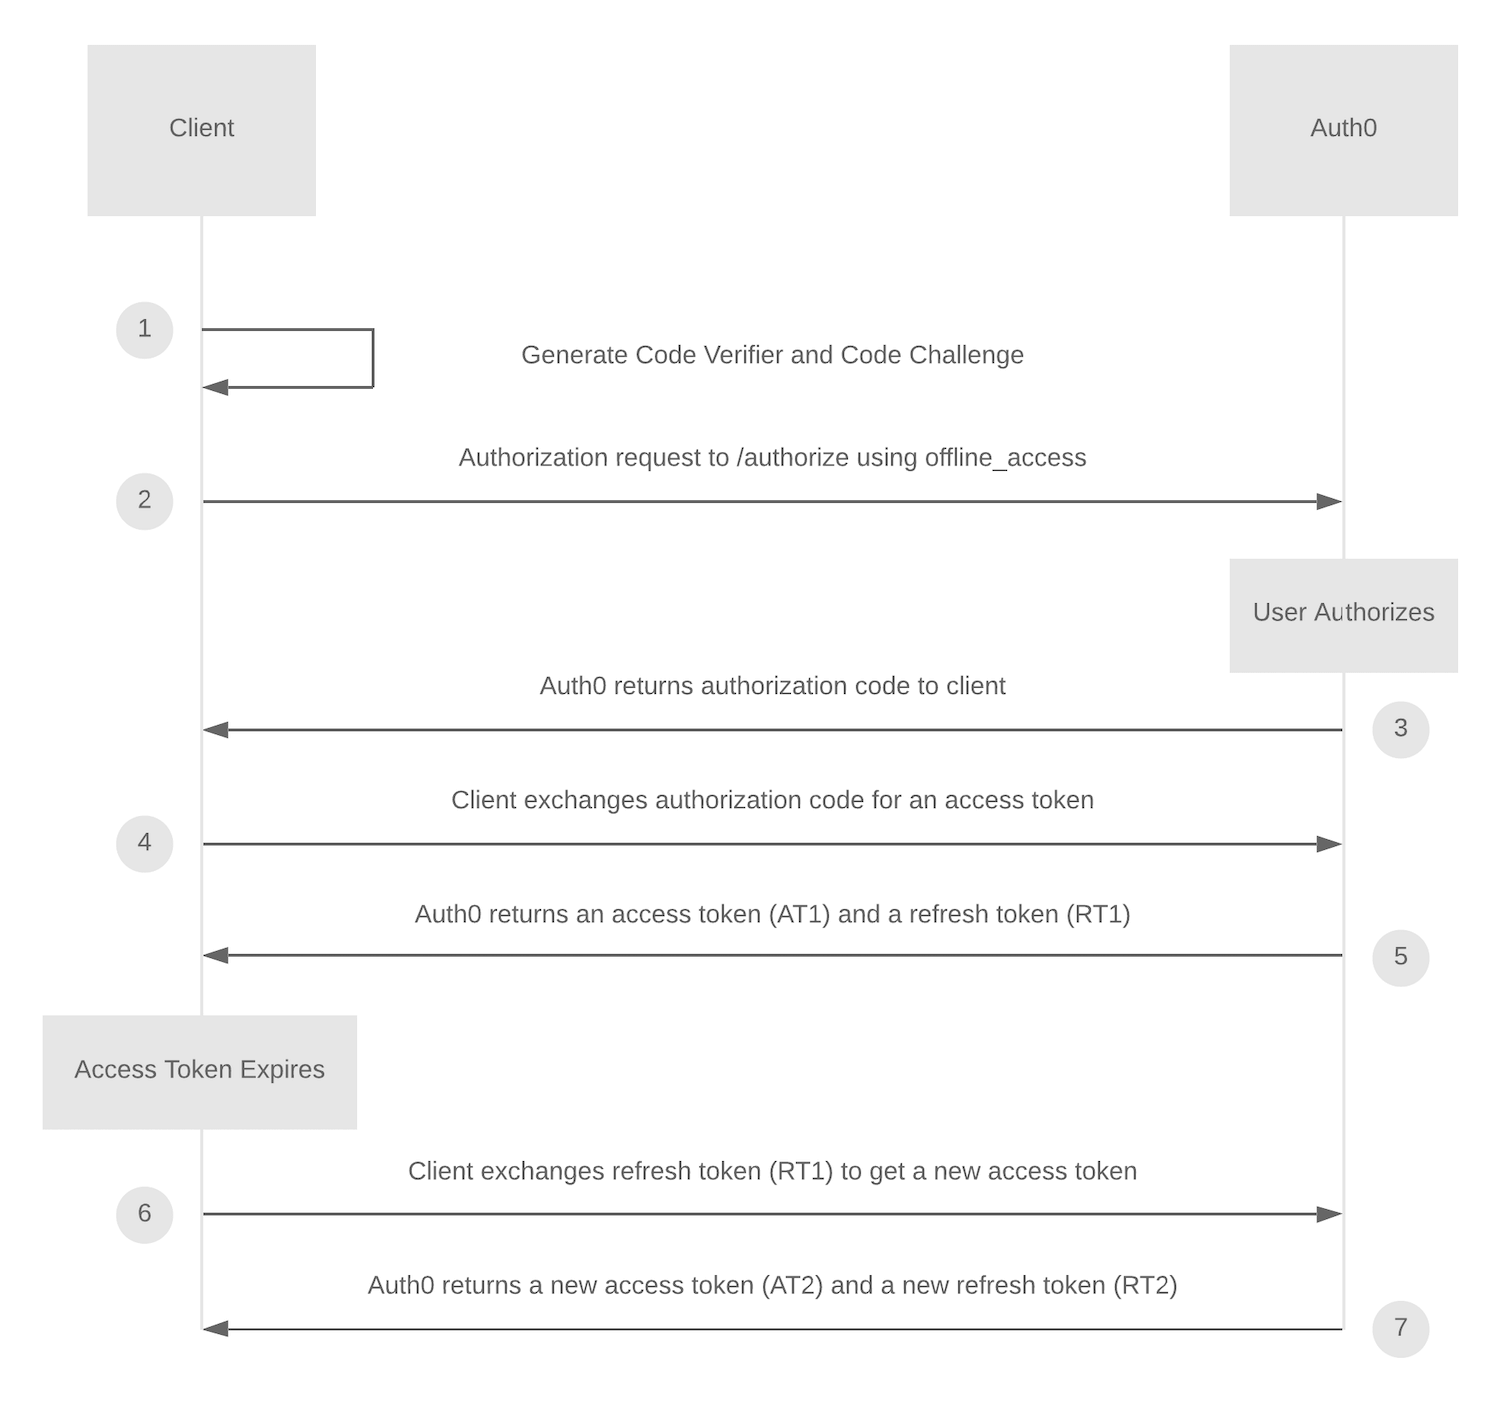 Client
Auth0
1
Generate Code Verifier and Code Challenge
Authorization request to /authorize using offline_access
2
User Authorizes
Auth0 returns authorization code to client
3
Client exchanges authorization code for an access token
4
Auth0 returns an access token (AT1) and a refresh token (RT1)
5
Access Token Expires
Client exchanges refresh token (RT1) to get a new access token
6
Auth0 returns a new access token (AT2) and a new refresh token (RT2)
7